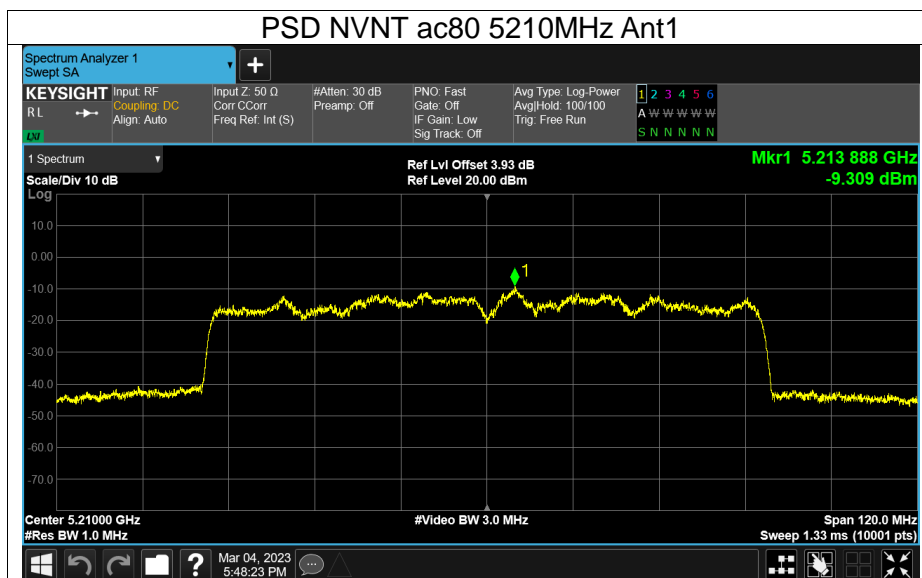 PSD NVNT ac80 5210MHz Ant1
Spectrum Analyzer 1
Swept SA
+
KEYSIGHT
R L
LXI
Input: RF
Coupling: DC
Align: Auto
Input Z: 50 Ω
Corr CCorr
Freq Ref: Int (S)
#Atten: 30 dB
Preamp: Off
PNO: Fast
Gate: Off
IF Gain: Low
Sig Track: Off
Avg Type: Log-Power
Avg|Hold: 100/100
Trig: Free Run
1 2 3 4 5 6
A W W W W W
S N N N N N
1 Spectrum
Scale/Div 10 dB
Ref Lvl Offset 3.93 dB
Ref Level 20.00 dBm
Mkr1 5.213 888 GHz
-9.309 dBm
Log
10.0
0.00
-10.0
-20.0
-30.0
-40.0
-50.0
-60.0
-70.0
1
Center 5.21000 GHz
#Res BW 1.0 MHz
#Video BW 3.0 MHz
Span 120.0 MHz
Sweep 1.33 ms (10001 pts)
?
Mar 04, 2023
5:48:23 PM